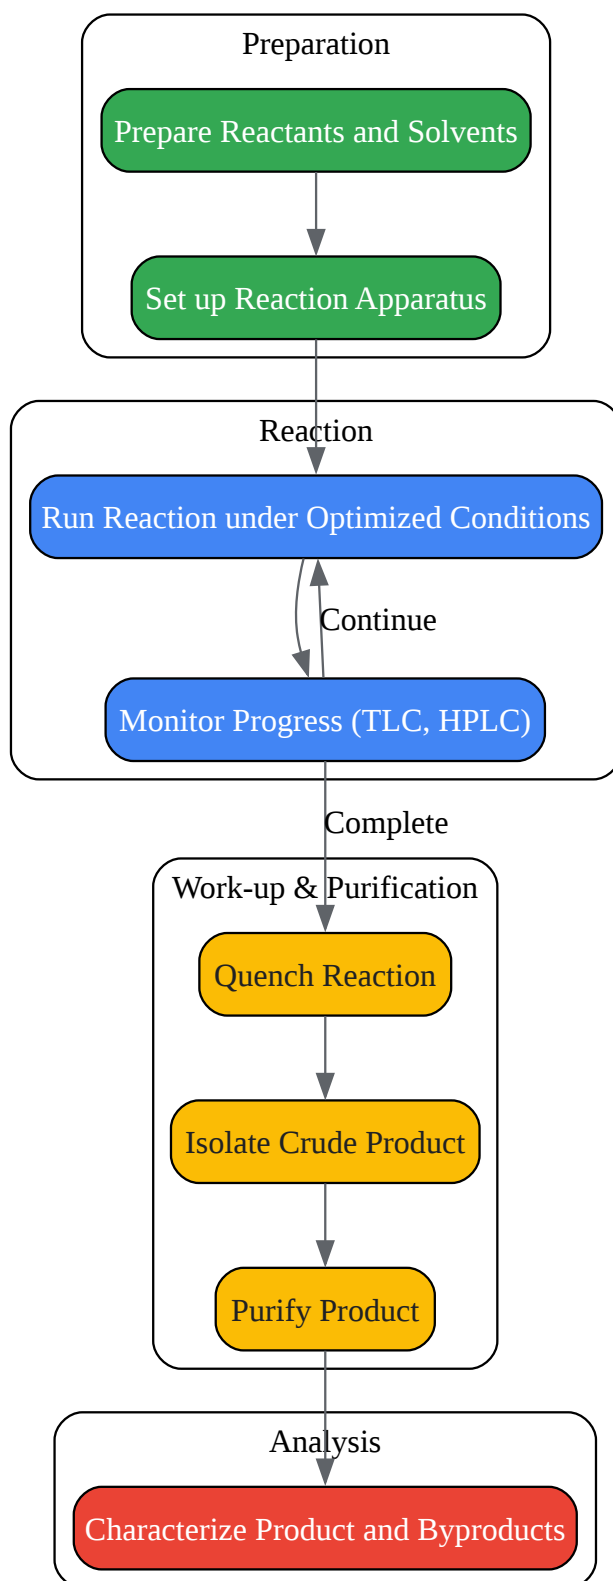 Preparation
Prepare Reactants and Solvents
Set up Reaction Apparatus
Reaction
Run Reaction under Optimized Conditions
Continue
Monitor Progress (TLC, HPLC)
Complete
Work-up & Purification
Quench Reaction
Isolate Crude Product
Purify Product
Analysis
Characterize Product and Byproducts